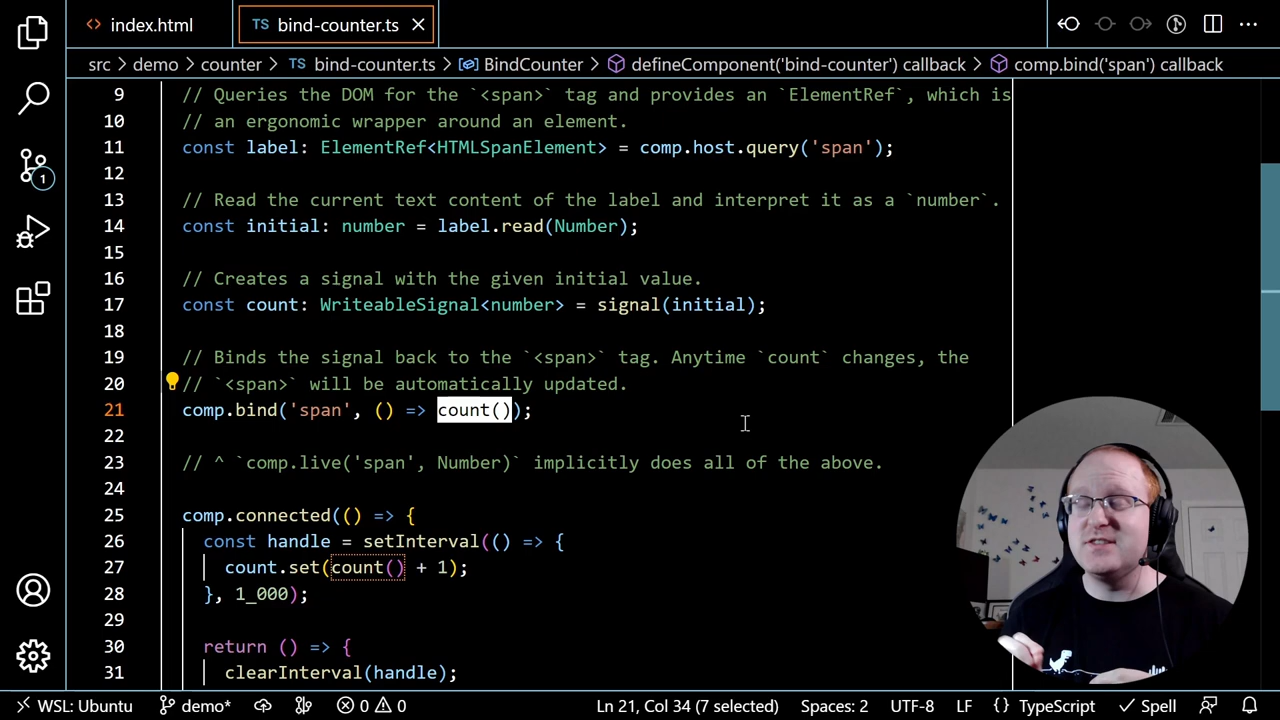 index.html
TS bind-counter.ts
src > demo > counter > TS bind-counter.ts > BindCounter > defineComponent('bind-counter') callback > comp.bind('span') callback
9 // Queries the DOM for the `<span>` tag and provides an `ElementRef`, which is
10 // an ergonomic wrapper around an element.
11 const label: ElementRef<HTMLSpanElement> = comp.host.query('span');
12
13 // Read the current text content of the label and interpret it as a `number`.
14 const initial: number = label.read(Number);
15
16 // Creates a signal with the given initial value.
17 const count: WriteableSignal<number> = signal(initial);
18
19 // Binds the signal back to the `<span>` tag. Anytime `count` changes, the
20 // `<span>` will be automatically updated.
21 comp.bind('span', () => count());
22
23 // ^ `comp.live('span', Number)` implicitly does all of the above.
24
25 comp.connected(() => {
26 const handle = setInterval(() => {
27 count.set(count() + 1);
28 }, 1_000);
29
30 return () => {
31 clearInterval(handle);
1
WSL: Ubuntu demo* 0 0 Ln 21, Col 34 (7 selected) Spaces: 2 UTF-8 LF {} TypeScript Spell